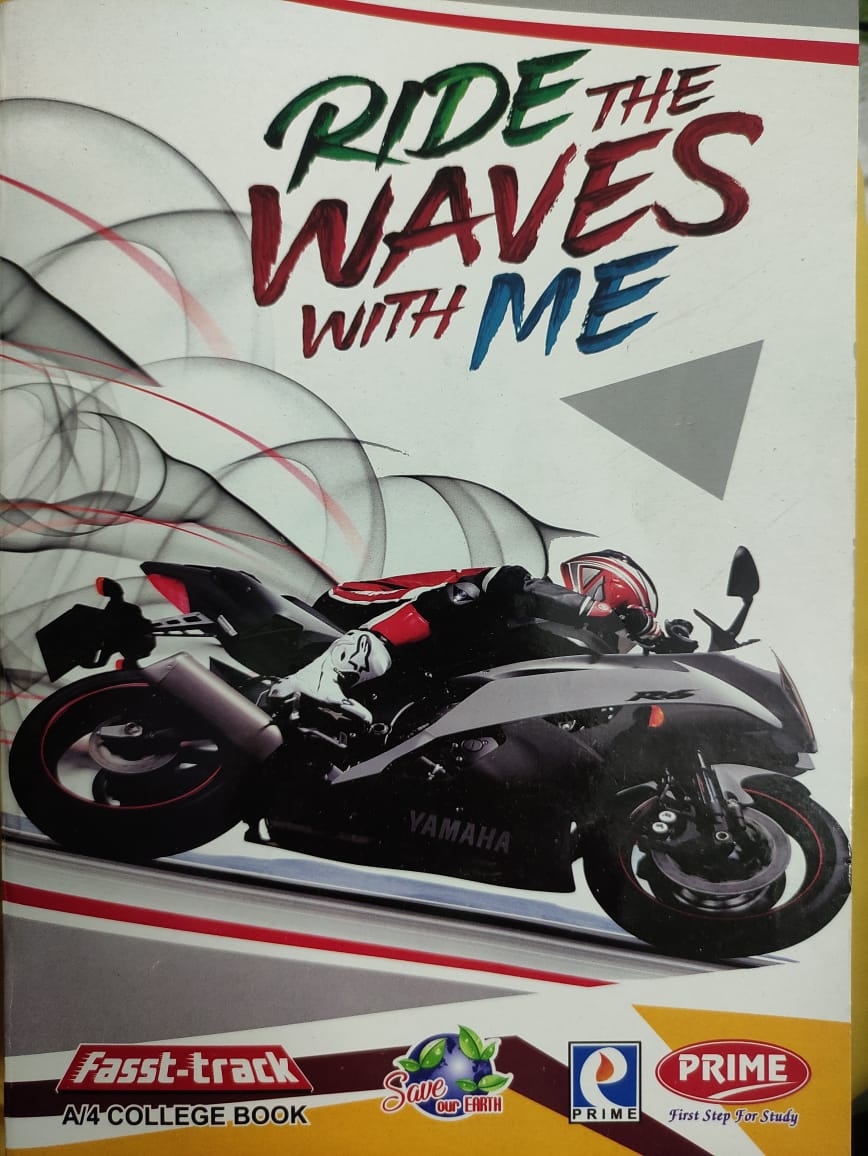 RIDE THE
WAVES
WITH ME
R6
YAMAHA
Fasst-track
A/4 COLLEGE BOOK
Save
our EARTH
PRIME
PRIME
First Step For Study